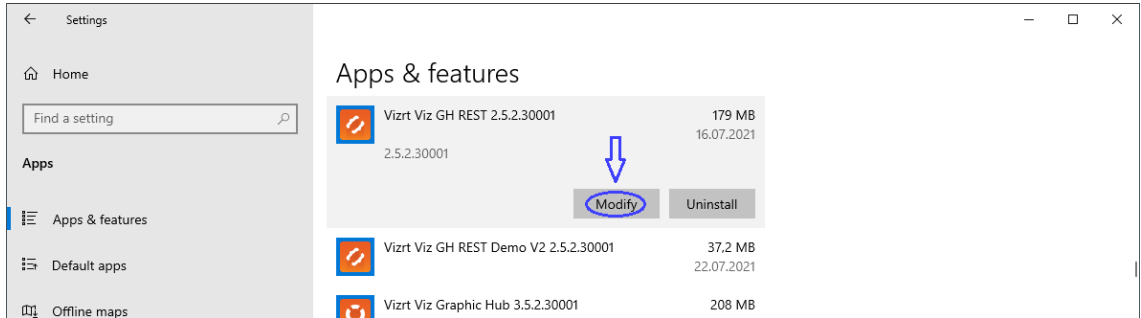 Settings
Home
Find a setting
Apps
Apps & features
Default apps
Offline maps
Apps & features
Vizrt Viz GH REST 2.5.2.30001 179 MB
16.07.2021
2.5.2.30001
Modify Uninstall
Vizrt Viz GH REST Demo V2 2.5.2.30001 37,2 MB
22.07.2021
Vizrt Viz Graphic Hub 3.5.2.30001 208 MB